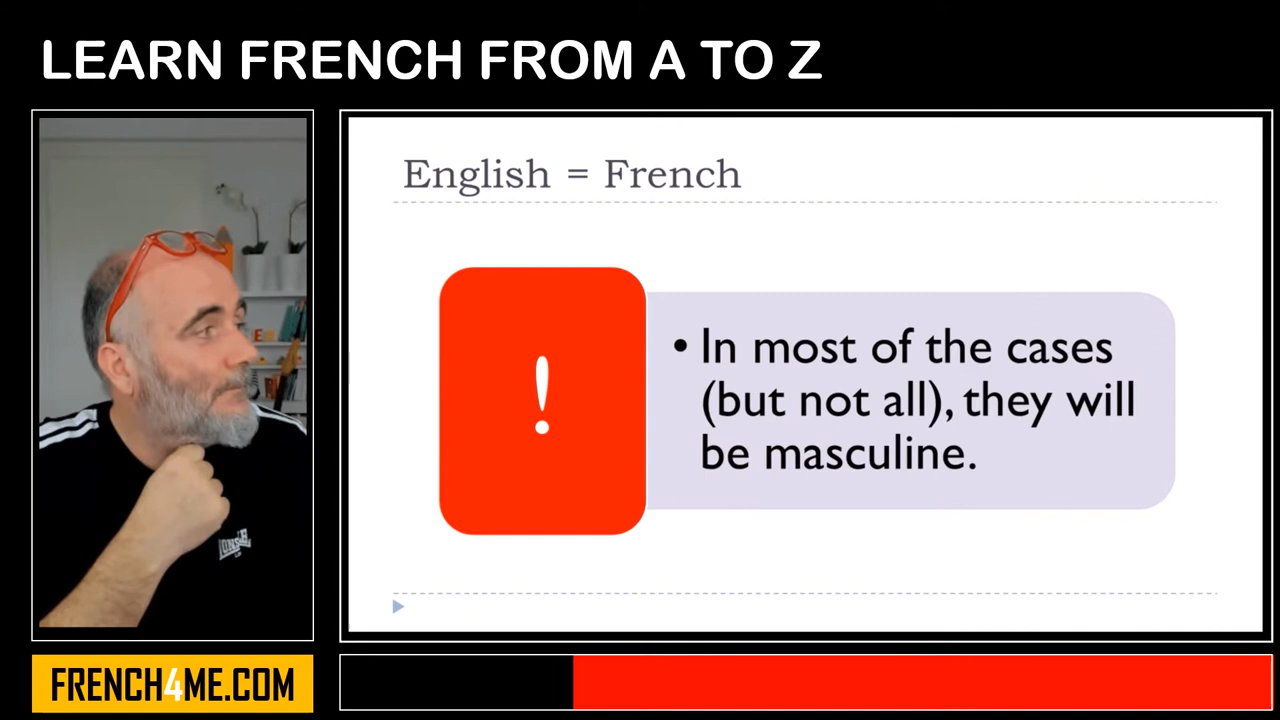 LEARN FRENCH FROM A TO Z
English = French
!
• In most of the cases
(but not all), they will
be masculine.
LONSDALE
FRENCH4ME.COM